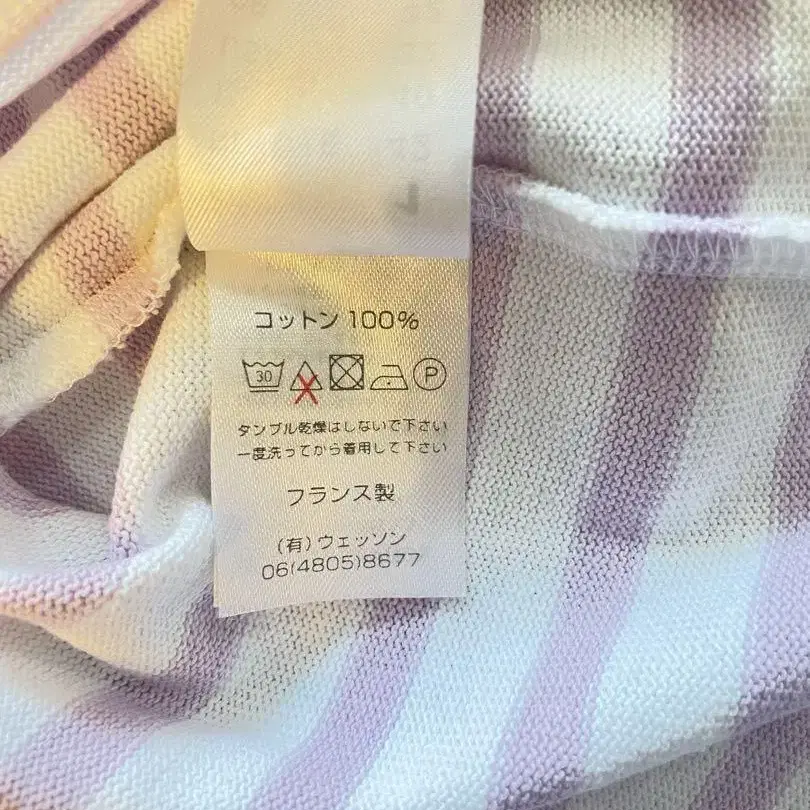 コットン 100%
30 P
タンブル乾燥はしないで下さい
一度洗ってから着用して下さい
フランス製
(有)ウェッソン
06(4805)8677